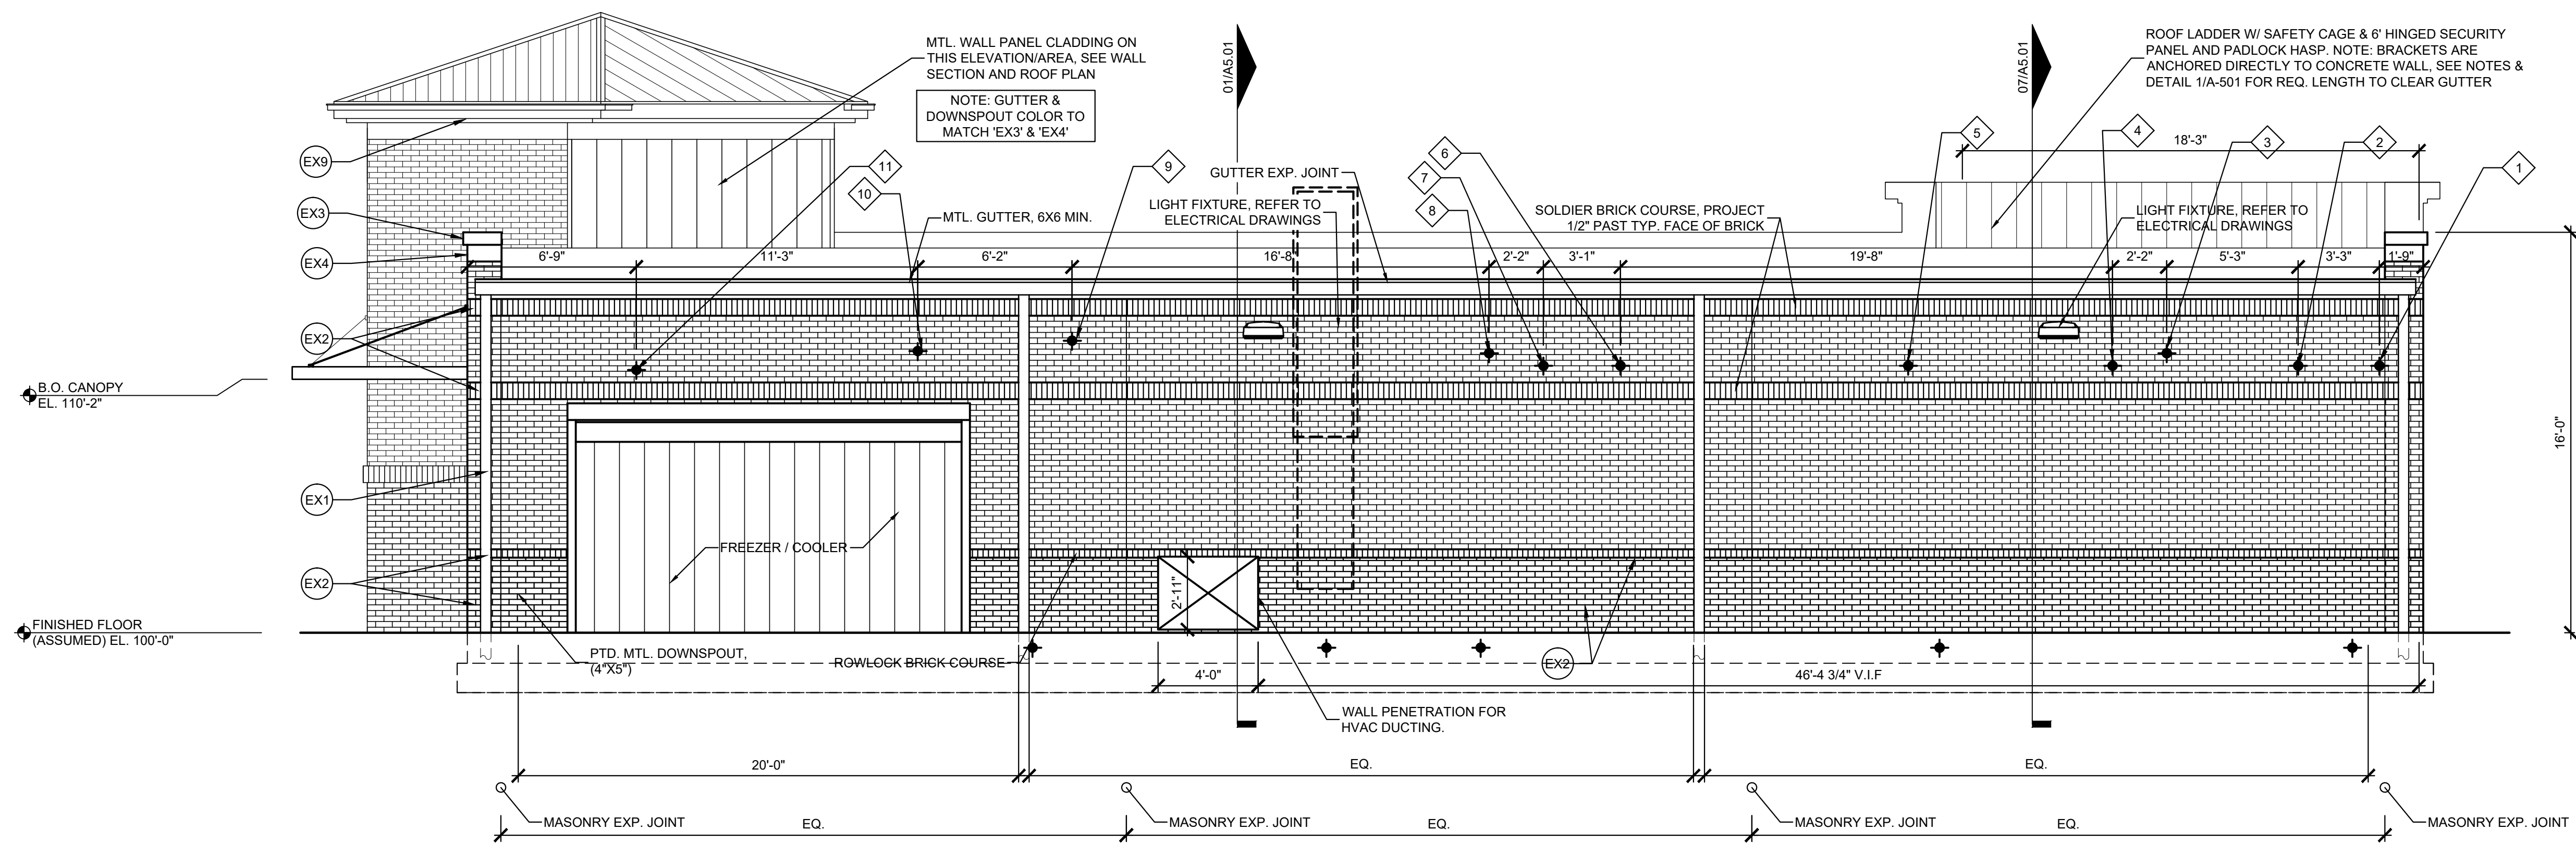 MTL. WALL PANEL CLADDING ON
THIS ELEVATION/AREA, SEE WALL
SECTION AND ROOF PLAN
NOTE: GUTTER &
DOWNSPOUT COLOR TO
MATCH 'EX3' & 'EX4'
01/A5.01
07/A5.01
ROOF LADDER W/ SAFETY CAGE & 6' HINGED SECURITY
PANEL AND PADLOCK HASP. NOTE: BRACKETS ARE
ANCHORED DIRECTLY TO CONCRETE WALL, SEE NOTES &
DETAIL 1/A-501 FOR REQ. LENGTH TO CLEAR GUTTER
18'-3"
EX9
EX3
EX4
EX2
EX1
EX2
11
10
9
6
7
8
5
4
3
2
1
GUTTER EXP. JOINT
MTL. GUTTER, 6X6 MIN.
LIGHT FIXTURE, REFER TO
ELECTRICAL DRAWINGS
SOLDIER BRICK COURSE, PROJECT
1/2" PAST TYP. FACE OF BRICK
LIGHT FIXTURE, REFER TO
ELECTRICAL DRAWINGS
6'-9"
11'-3"
6'-2"
16'-8
2'-2"
3'-1"
19'-8"
2'-2"
5'-3"
3'-3"
1'-9"
B.O. CANOPY
EL. 110'-2"
16'-0"
FREEZER / COOLER
2'-11"
FINISHED FLOOR
(ASSUMED) EL. 100'-0"
PTD. MTL. DOWNSPOUT,
(4"X5")
ROWLOCK BRICK COURSE
EX2
4'-0"
46'-4 3/4" V.I.F
WALL PENETRATION FOR
HVAC DUCTING.
20'-0"
EQ.
EQ.
MASONRY EXP. JOINT
EQ.
MASONRY EXP. JOINT
EQ.
MASONRY EXP. JOINT
EQ.
MASONRY EXP. JOINT